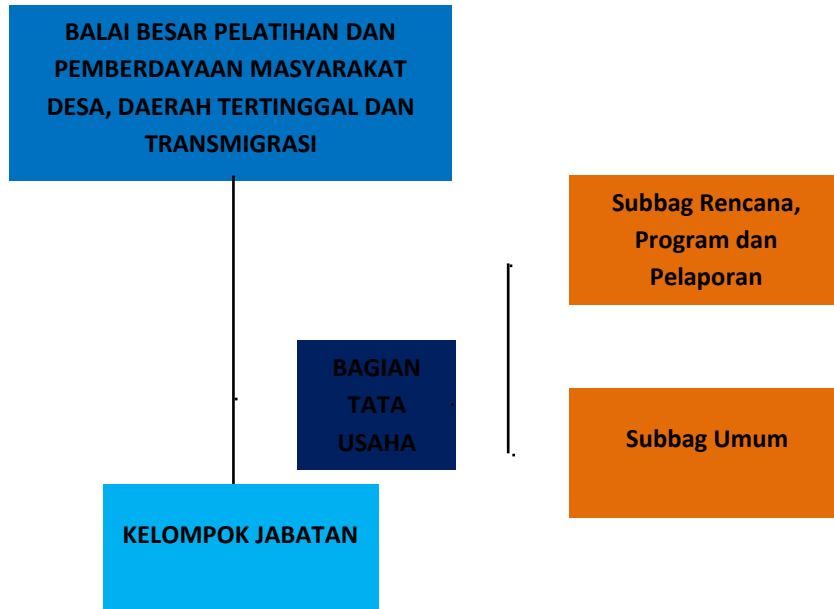 BALAI BESAR PELATIHAN DAN
PEMBERDAYAAN MASYARAKAT
DESA, DAERAH TERTINGGAL DAN
TRANSMIGRASI
Subbag Rencana,
Program dan
Pelaporan
BAGIAN
TATA
USAHA
Subbag Umum
KELOMPOK JABATAN